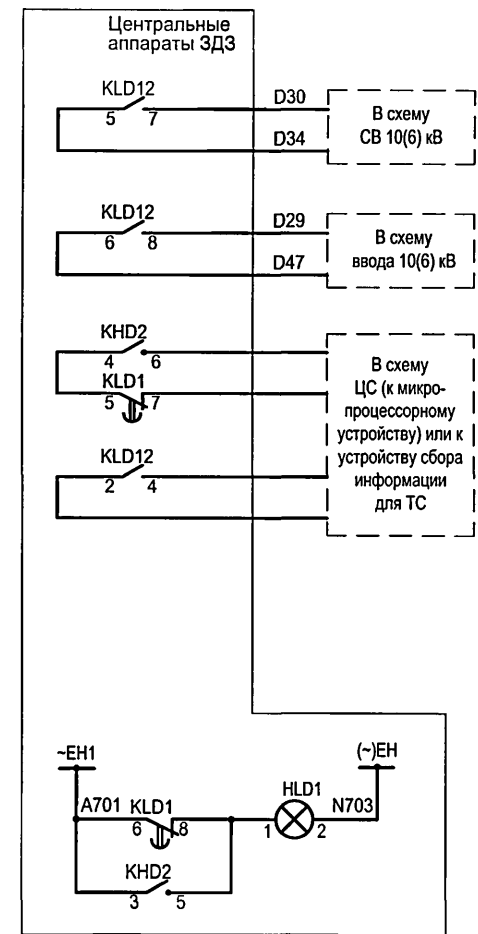 Центральные
аппараты ЗДЗ
KLD12
5 7
D30
D34
В схему
СВ 10(6) кВ
KLD12
6 8
D29
D47
В схему
ввода 10(6) кВ
KHD2
4 6
KLD1
5 7
KLD12
2 4
В схему
ЦС (к микро-
процессорному
устройству) или к
устройству сбора
информации
для ТС
~EH1
(~)EH
A701
KLD1
6 8
HLD1
1 2
N703
KHD2
3 5